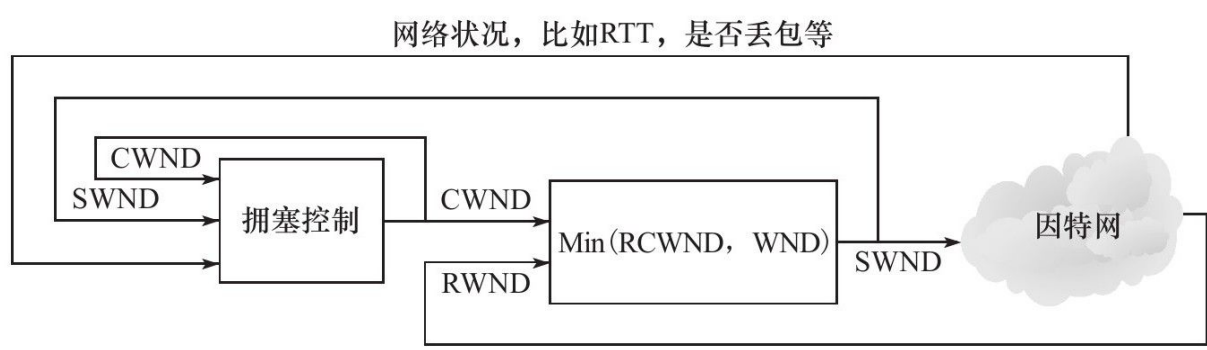 网络状况，比如RTT，是否丢包等
CWND
SWND
拥塞控制
CWND
RWND
Min(RCWND，WND)
SWND
因特网